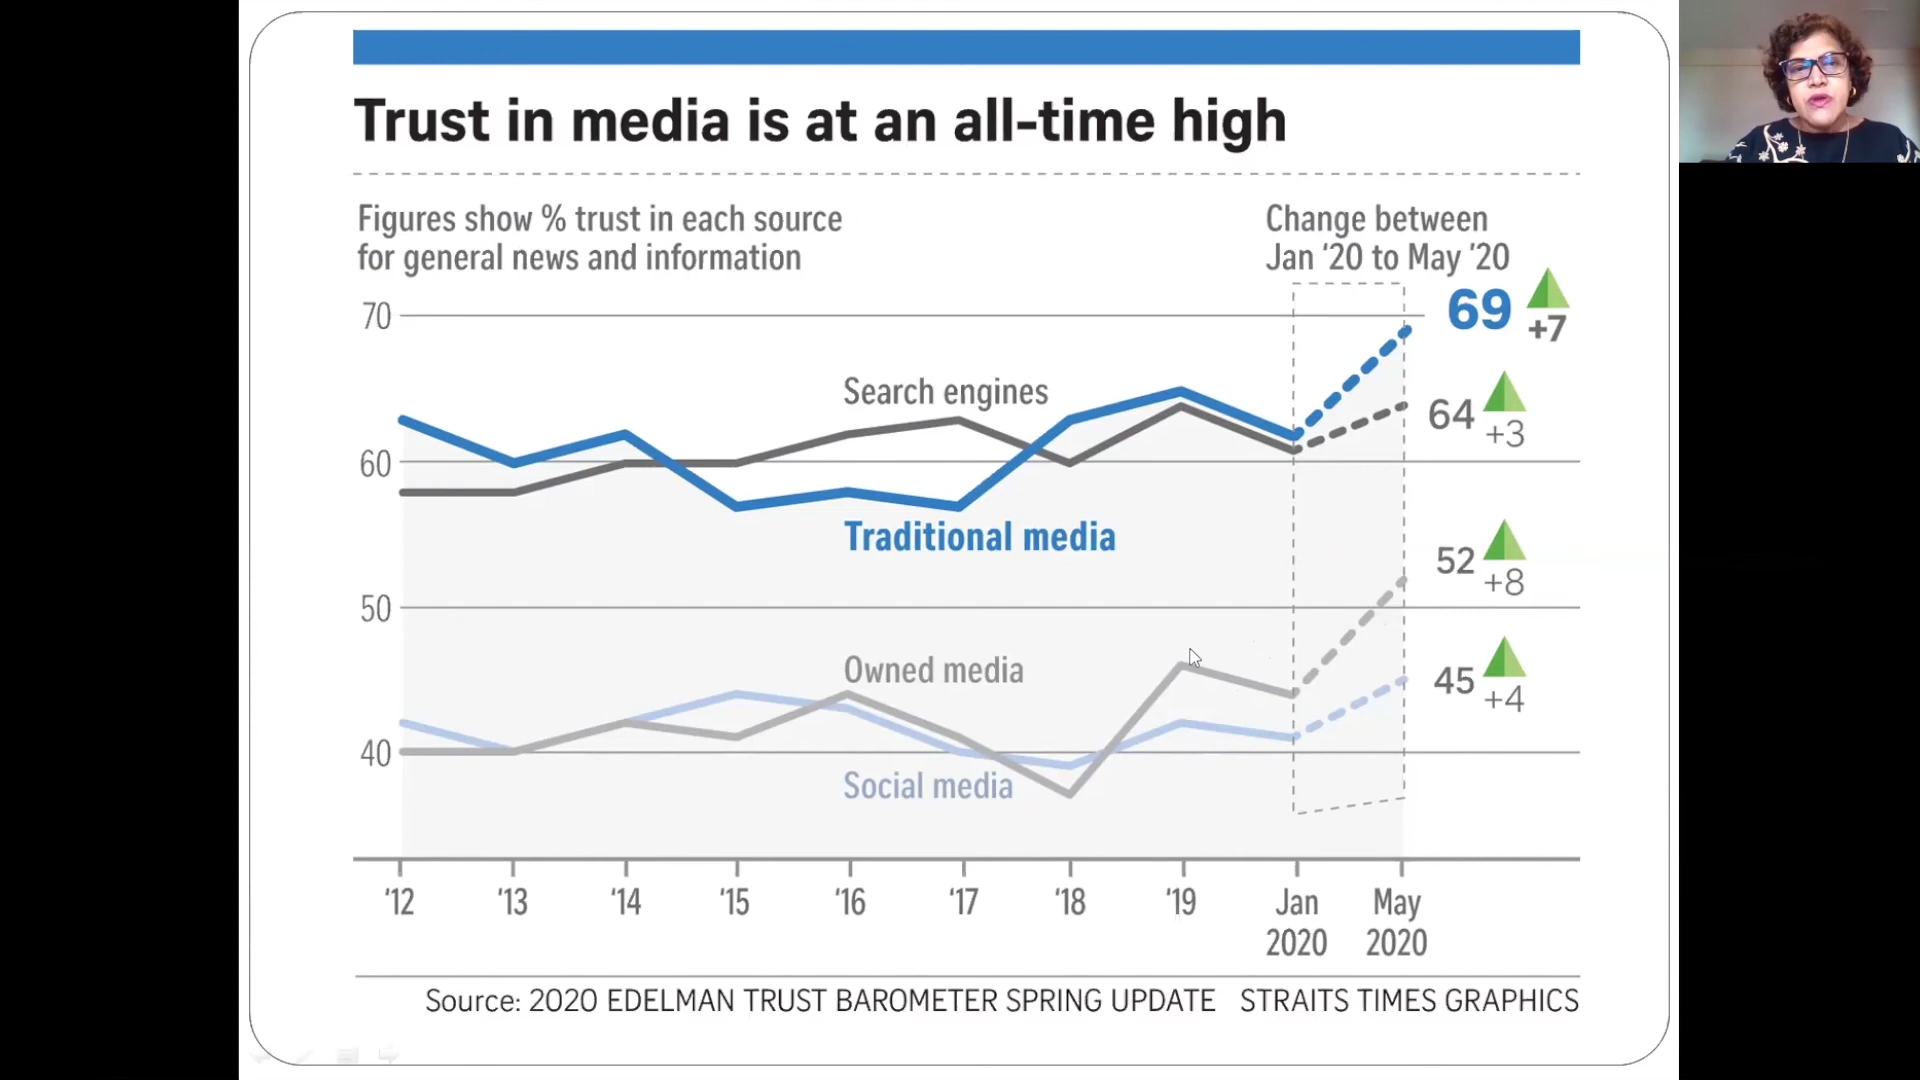 Trust in media is at an all-time high
Figures show % trust in each source
for general news and information
Change between
Jan ‘20 to May ‘20
70
60
50
40
Search engines
Traditional media
Owned media
Social media
69
+7
64
+3
52
+8
45
+4
‘12
‘13
‘14
‘15
‘16
‘17
‘18
‘19
Jan
2020
May
2020
Source: 2020 EDELMAN TRUST BAROMETER SPRING UPDATE STRAITS TIMES GRAPHICS